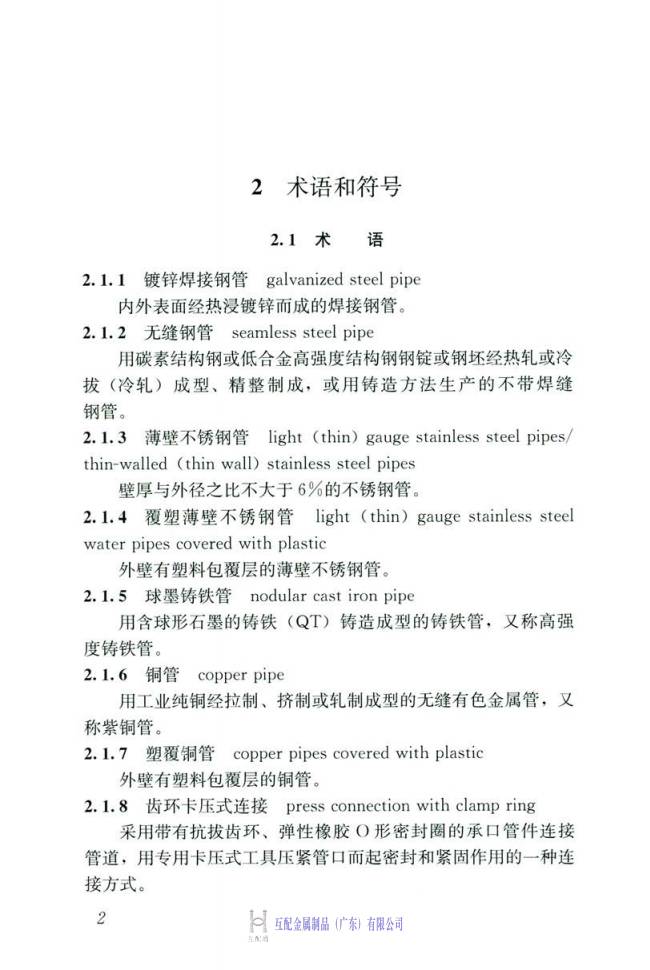 2 术语和符号
2.1 术 语
2.1.1 镀锌焊接钢管 galvanized steel pipe
内外表面经热浸镀锌而成的焊接钢管。
2.1.2 无缝钢管 seamless steel pipe
用碳素结构钢或低合金高强度结构钢钢锭或钢坯经热轧或冷
拔（冷轧）成型、精整制成，或用铸造方法生产的不带焊缝
钢管。
2.1.3 薄壁不锈钢管 light（thin）gauge stainless steel pipes/
thin-walled（thin wall）stainless steel pipes
壁厚与外径之比不大于6%的不锈钢管。
2.1.4 覆塑薄壁不锈钢管 light（thin）gauge stainless steel
water pipes covered with plastic
外壁有塑料包覆层的薄壁不锈钢管。
2.1.5 球墨铸铁管 nodular cast iron pipe
用含球形石墨的铸铁（QT）铸造成型的铸铁管，又称高强
度铸铁管。
2.1.6 铜管 copper pipe
用工业纯铜经拉制、挤制或轧制成型的无缝有色金属管，又
称紫铜管。
2.1.7 塑覆铜管 copper pipes covered with plastic
外壁有塑料包覆层的铜管。
2.1.8 齿环卡压式连接 press connection with clamp ring
采用带有抗拔齿环、弹性橡胶O形密封圈的承口管件连接
管道，用专用卡压式工具压紧管口而起密封和紧固作用的一种连
接方式。
2
互配金属制品（广东）有限公司